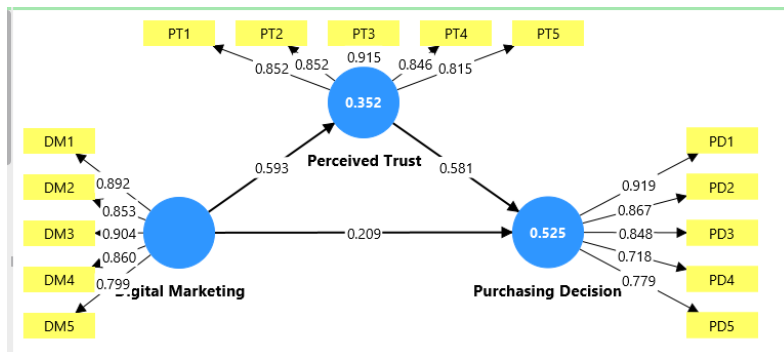 PT1 PT2 PT3 PT4 PT5
0.852 0.852 0.915 0.846 0.815
0.352
Perceived Trust
DM1
DM2
DM3
DM4
DM5
0.892
0.853
0.904
0.860
0.799
Digital Marketing
0.593
0.581
0.209
0.525
Purchasing Decision
0.919
0.867
0.848
0.718
0.779
PD1
PD2
PD3
PD4
PD5